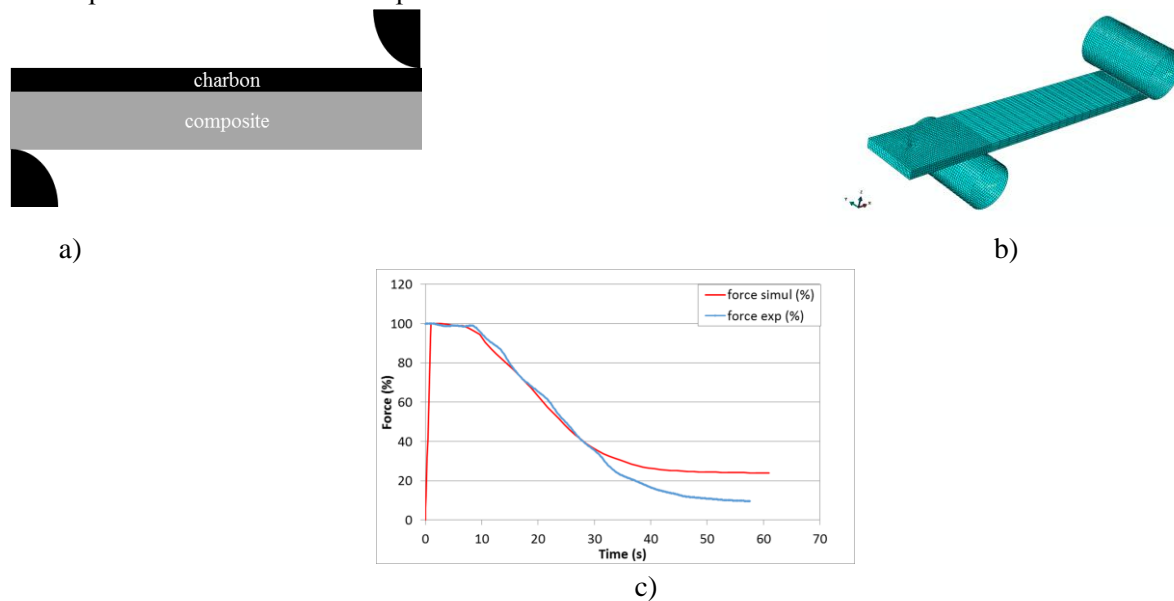 charbon
composite
a)
b)
120
100
80
60
40
20
0
Force (%)
force simul (%)
force exp (%)
0 10 20 30 40 50 60 70
Time (s)
c)